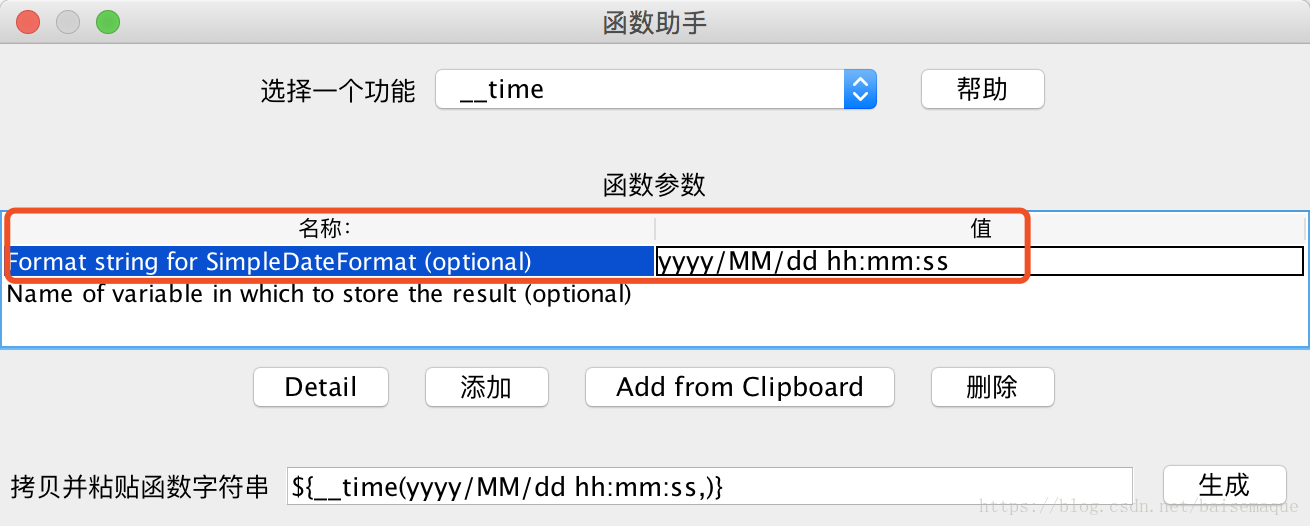 函数助手
选择一个功能 __time 帮助
函数参数
名称： 值
Format string for SimpleDateFormat (optional) yyyy/MM/dd hh:mm:ss
Name of variable in which to store the result (optional)
Detail 添加 Add from Clipboard 删除
拷贝并粘贴函数字符串 ${__time(yyyy/MM/dd hh:mm:ss,)} 生成
https://blog.csdn.net/baisemaque